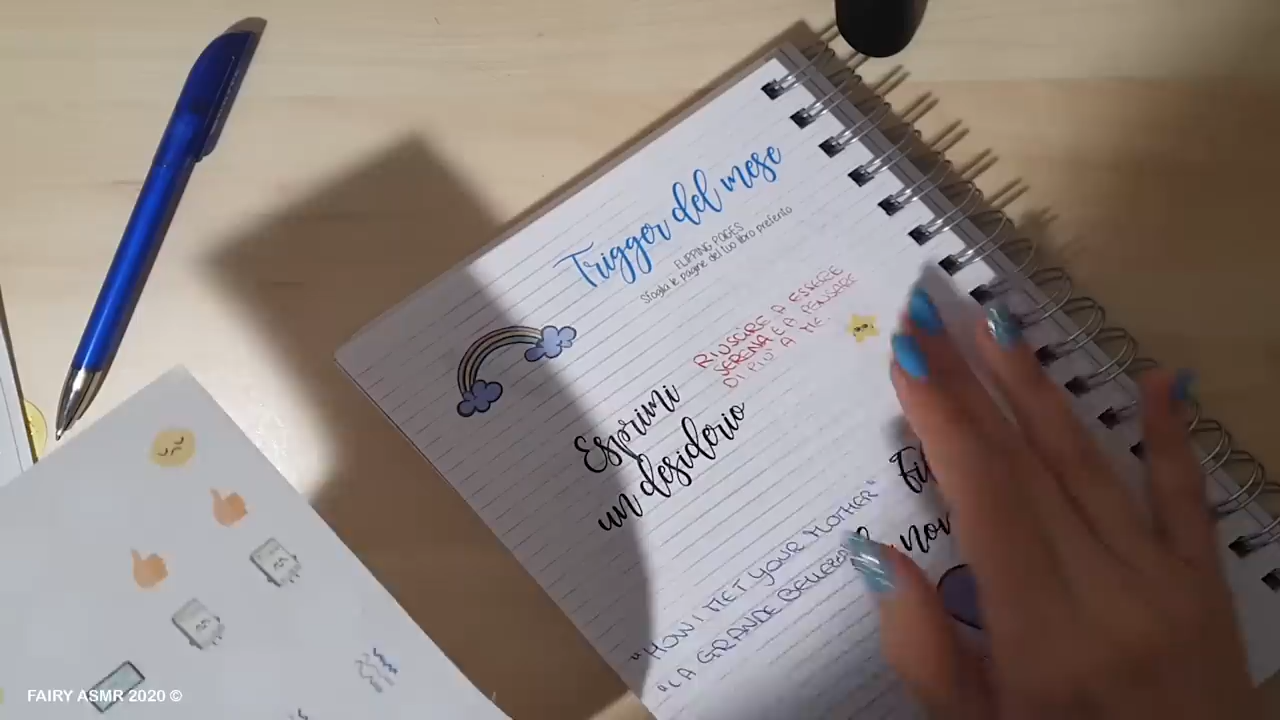 Trigger del mese
FLIPPING PAGES
Sfoglia le pagine del tuo libro preferito
RIUSCIRE A ESSERE
SERENA E A PENSARE
DI PIÙ A ME
Esprimi
un desiderio
"HOW I MET YOUR MOTHER"
"LA GRANDE BELLEZZA
FAIRY ASMR 2020 ©